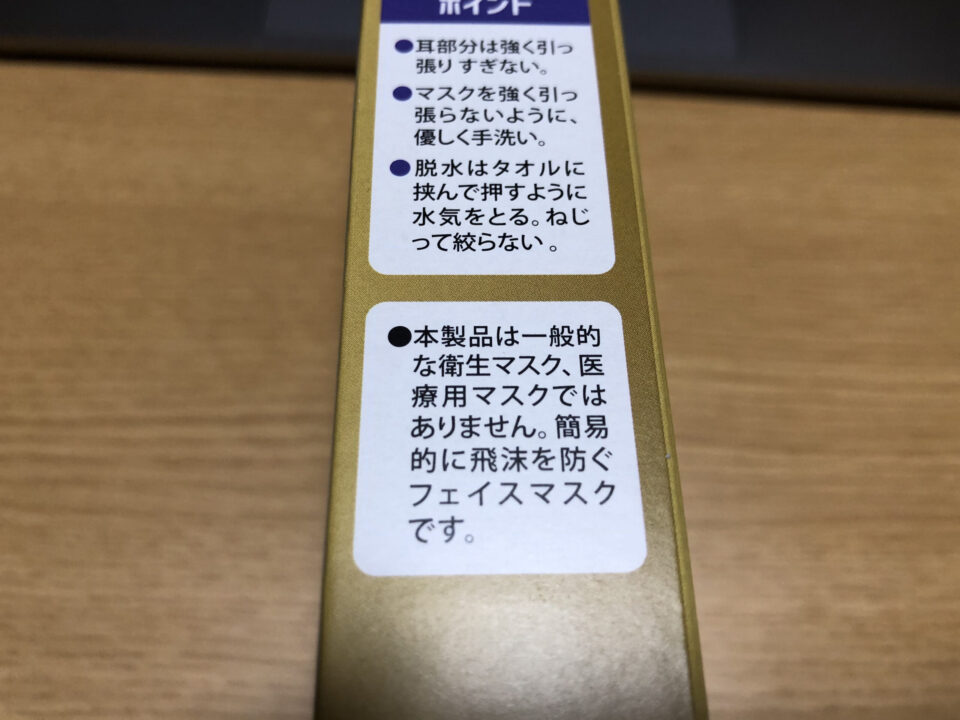 ポイント
●耳部分は強く引っ
張りすぎない。
●マスクを強く引っ
張らないように、
優しく手洗い。
●脱水はタオルに
挟んで押すように
水気をとる。ねじ
って絞らない。
●本製品は一般的
な衛生マスク、医
療用マスクでは
ありません。簡易
的に飛沫を防ぐ
フェイスマスク
です。